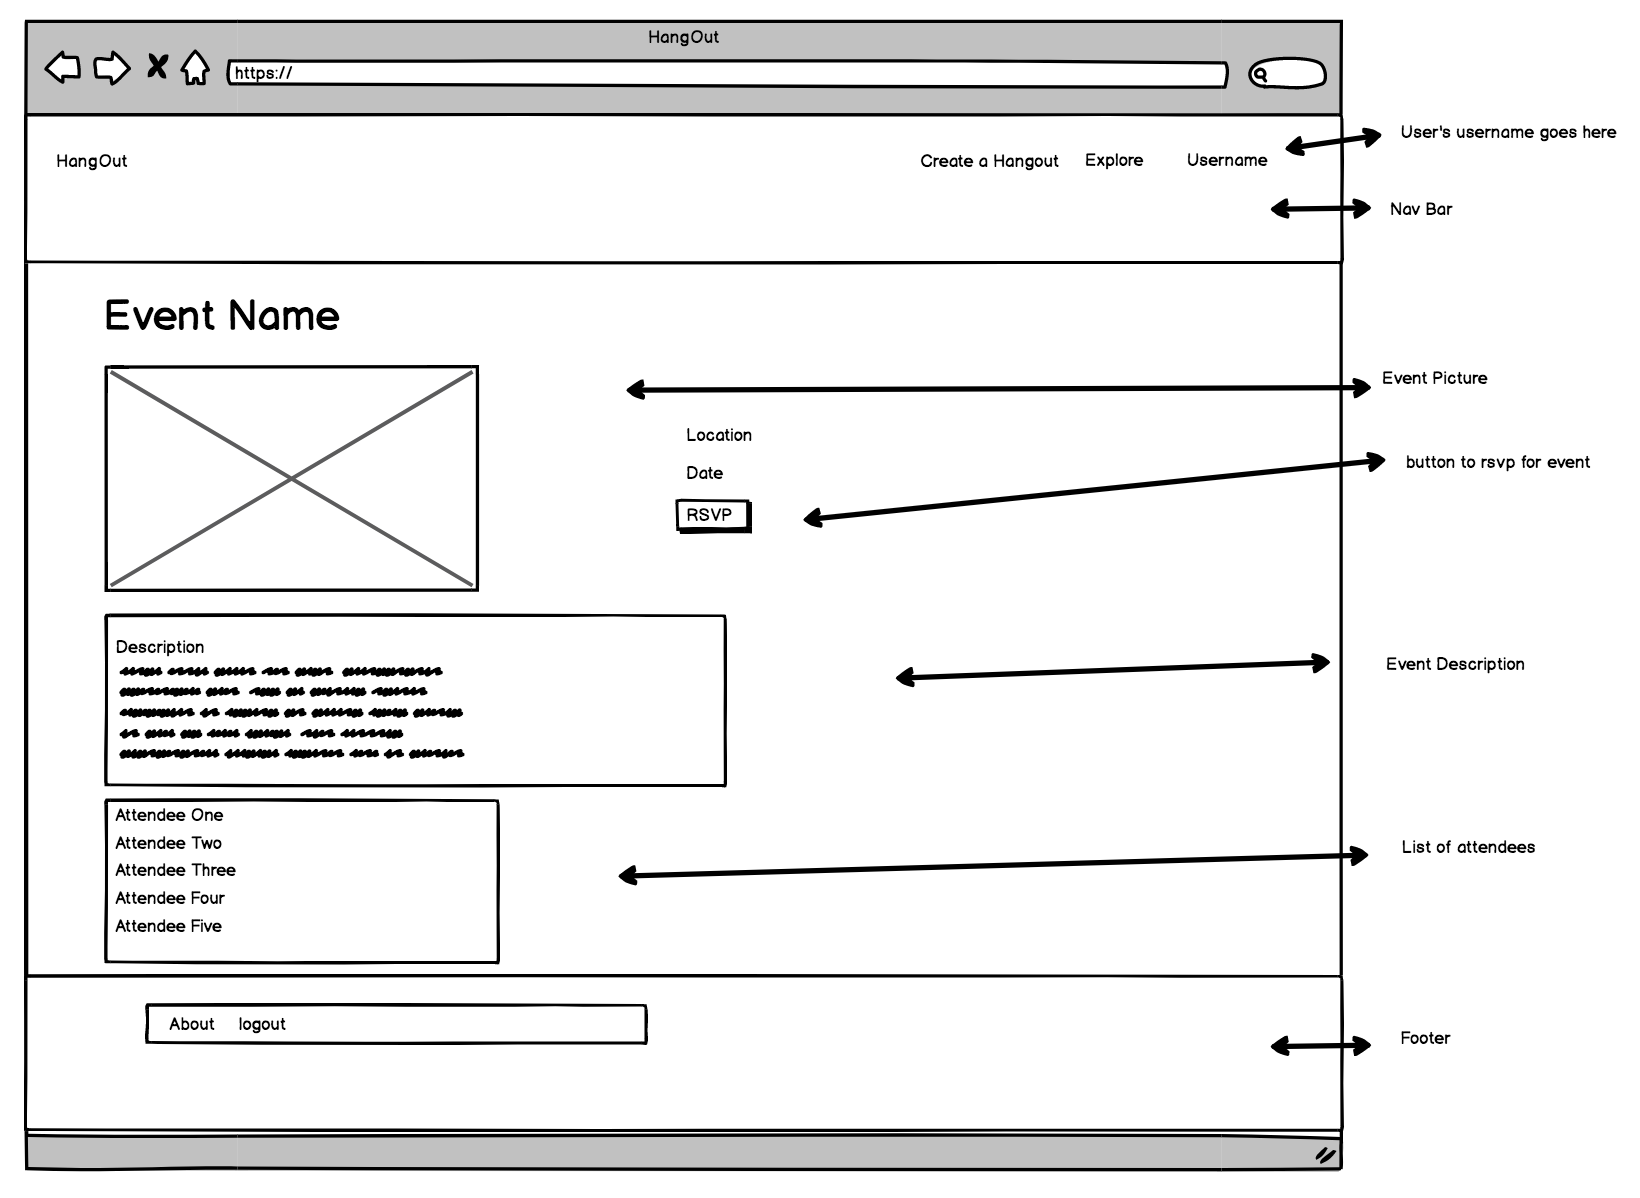 HangOut
https://
User's username goes here
HangOut
Create a Hangout
Explore
Username
Nav Bar
Event Name
Event Picture
Location
button to rsvp for event
Date
RSVP
Description
Event Description
Attendee One
Attendee Two
List of attendees
Attendee Three
Attendee Four
Attendee Five
About
logout
Footer